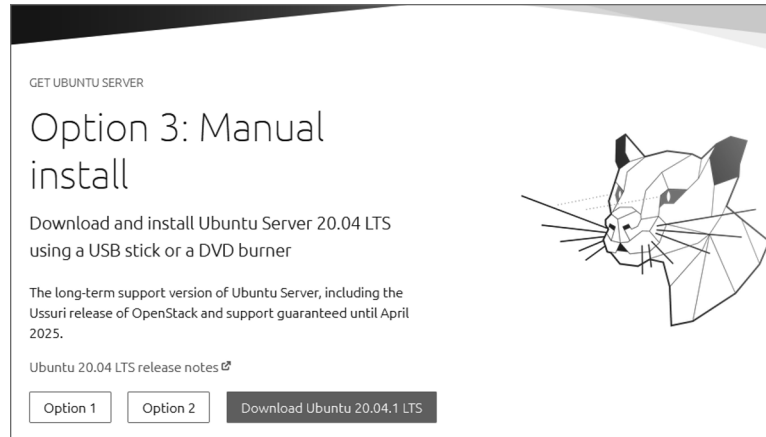 GET UBUNTU SERVER
Option 3: Manual
install
Download and install Ubuntu Server 20.04 LTS
using a USB stick or a DVD burner
The long-term support version of Ubuntu Server, including the
Ussuri release of OpenStack and support guaranteed until April
2025.
Ubuntu 20.04 LTS release notes
Option 1 Option 2 Download Ubuntu 20.04.1 LTS